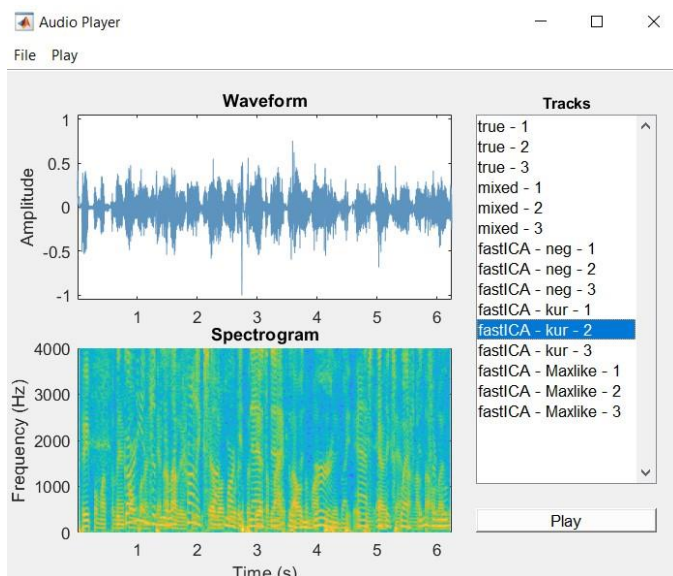 Audio Player
File Play
Waveform
1
0.5
0
-0.5
-1
Amplitude
1 2 3 4 5 6
Spectrogram
4000
3000
2000
1000
0
Frequency (Hz)
1 2 3 4 5 6
Time (s)
Tracks
true - 1
true - 2
true - 3
mixed - 1
mixed - 2
mixed - 3
fastICA - neg - 1
fastICA - neg - 2
fastICA - neg - 3
fastICA - kur - 1
fastICA - kur - 2
fastICA - kur - 3
fastICA - Maxlike - 1
fastICA - Maxlike - 2
fastICA - Maxlike - 3
Play